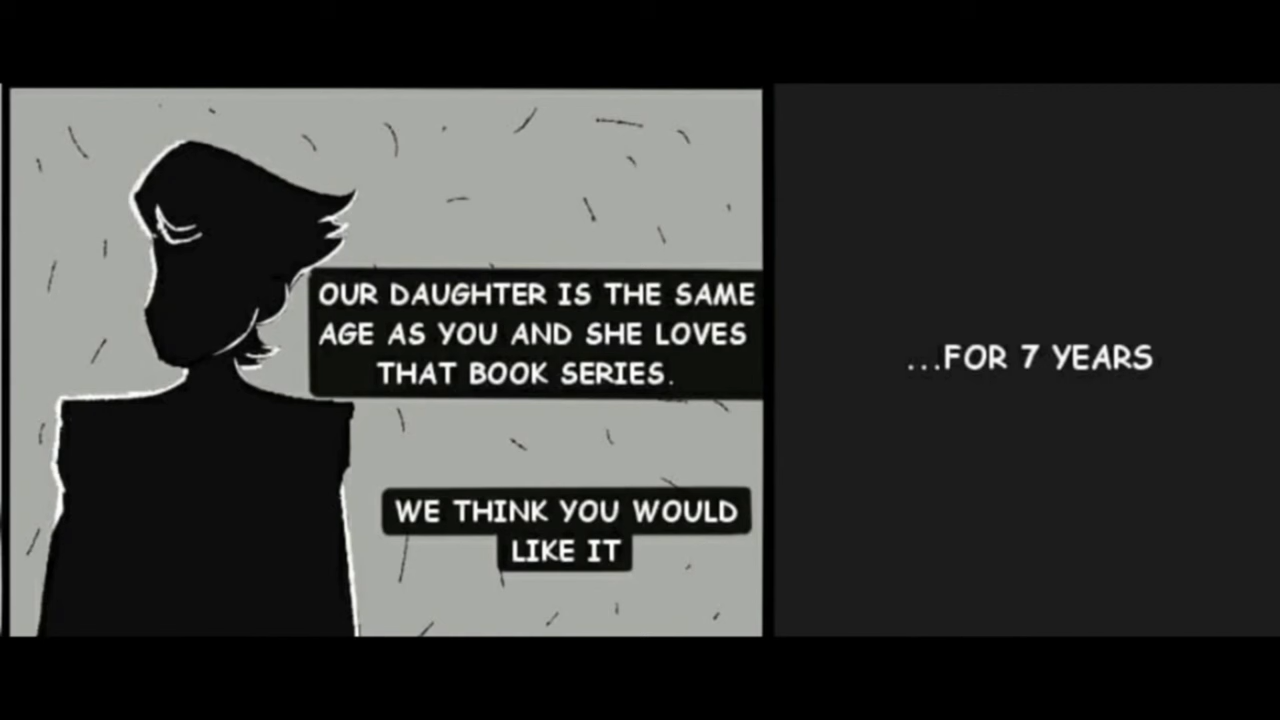 OUR DAUGHTER IS THE SAME
AGE AS YOU AND SHE LOVES
THAT BOOK SERIES.
WE THINK YOU WOULD
LIKE IT
...FOR 7 YEARS